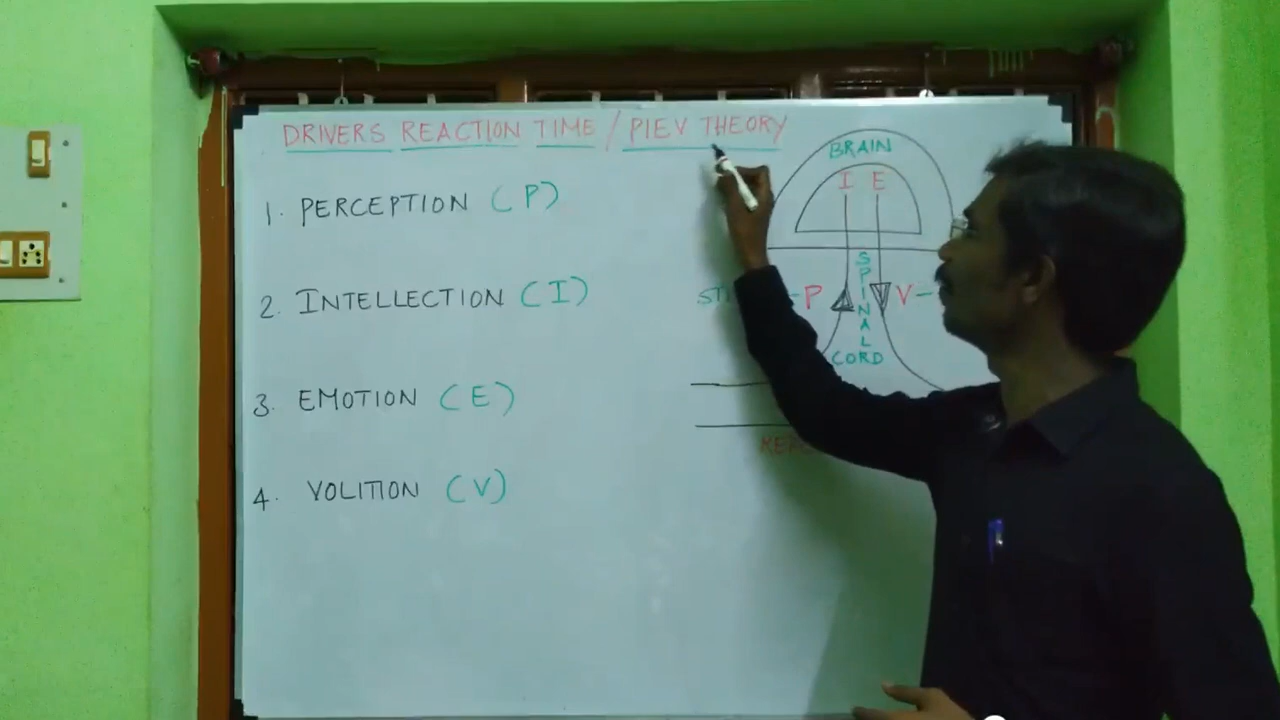 DRIVERS REACTION TIME / PIEV THEORY
1. PERCEPTION (P)
2. INTELLECTION (I)
3. EMOTION (E)
4. VOLITION (V)
BRAIN
I E
P V
SPINAL
CORD